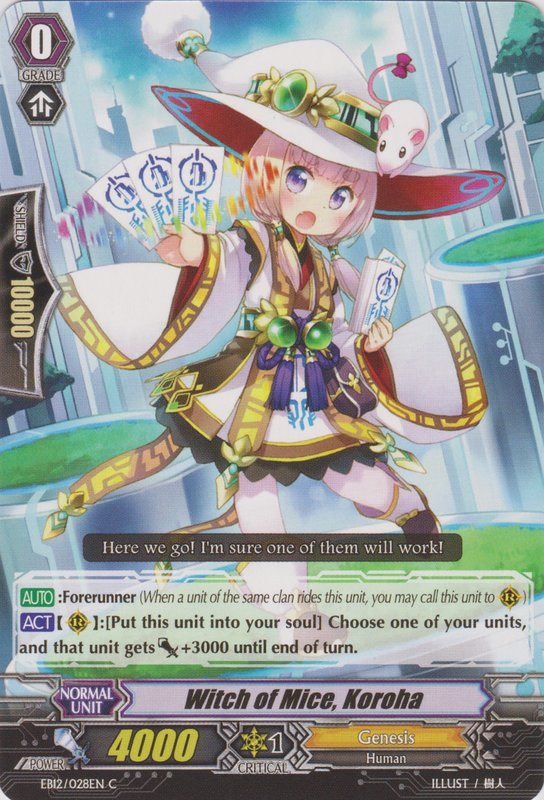 0
GRADE
SHIELD 10000
Here we go! I'm sure one of them will work!
AUTO:Forerunner (When a unit of the same clan rides this unit, you may call this unit to R.)
ACT【R】:[Put this unit into your soul] Choose one of your units,
and that unit gets +3000 until end of turn.
NORMAL UNIT
Witch of Mice, Koroha
POWER 4000
1
CRITICAL
Genesis
Human
EB12/028EN C
ILLUST / 樹人